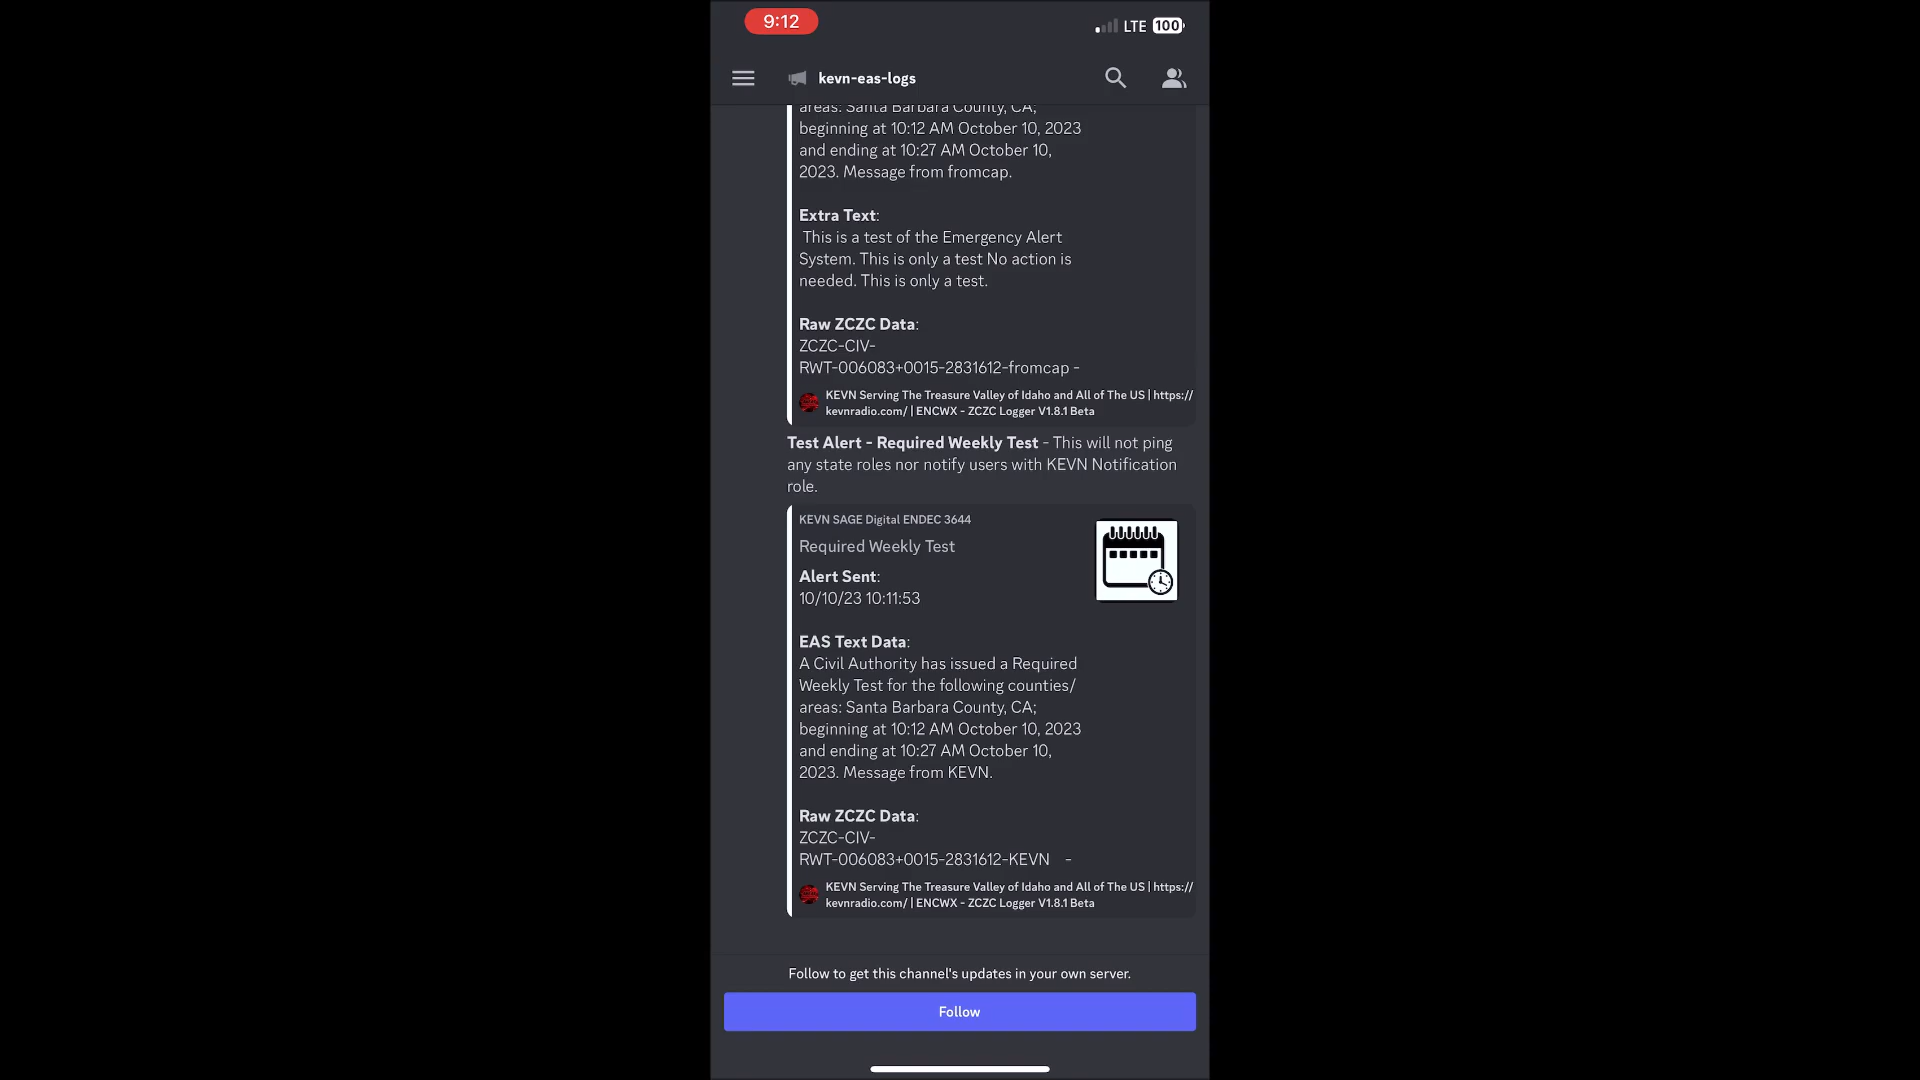 9:12
LTE 100
kevn-eas-logs
areas: Santa Barbara County, CA;
beginning at 10:12 AM October 10, 2023
and ending at 10:27 AM October 10,
2023. Message from fromcap.
Extra Text:
This is a test of the Emergency Alert
System. This is only a test No action is
needed. This is only a test.
Raw ZCZC Data:
ZCZC-CIV-
RWT-006083+0015-2831612-fromcap -
KEVN Serving The Treasure Valley of Idaho and All of The US | https://
kevnradio.com/ | ENCWX - ZCZC Logger V1.8.1 Beta
Test Alert - Required Weekly Test - This will not ping
any state roles nor notify users with KEVN Notification
role.
KEVN SAGE Digital ENDEC 3644
Required Weekly Test
Alert Sent:
10/10/23 10:11:53
EAS Text Data:
A Civil Authority has issued a Required
Weekly Test for the following counties/
areas: Santa Barbara County, CA;
beginning at 10:12 AM October 10, 2023
and ending at 10:27 AM October 10,
2023. Message from KEVN.
Raw ZCZC Data:
ZCZC-CIV-
RWT-006083+0015-2831612-KEVN    -
KEVN Serving The Treasure Valley of Idaho and All of The US | https://
kevnradio.com/ | ENCWX - ZCZC Logger V1.8.1 Beta
Follow to get this channel's updates in your own server.
Follow